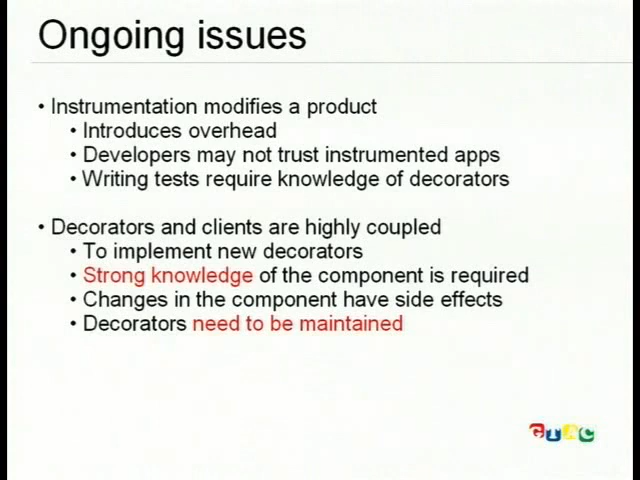 Ongoing issues
• Instrumentation modifies a product
• Introduces overhead
• Developers may not trust instrumented apps
• Writing tests require knowledge of decorators
• Decorators and clients are highly coupled
• To implement new decorators
• Strong knowledge of the component is required
• Changes in the component have side effects
• Decorators need to be maintained
GTAC